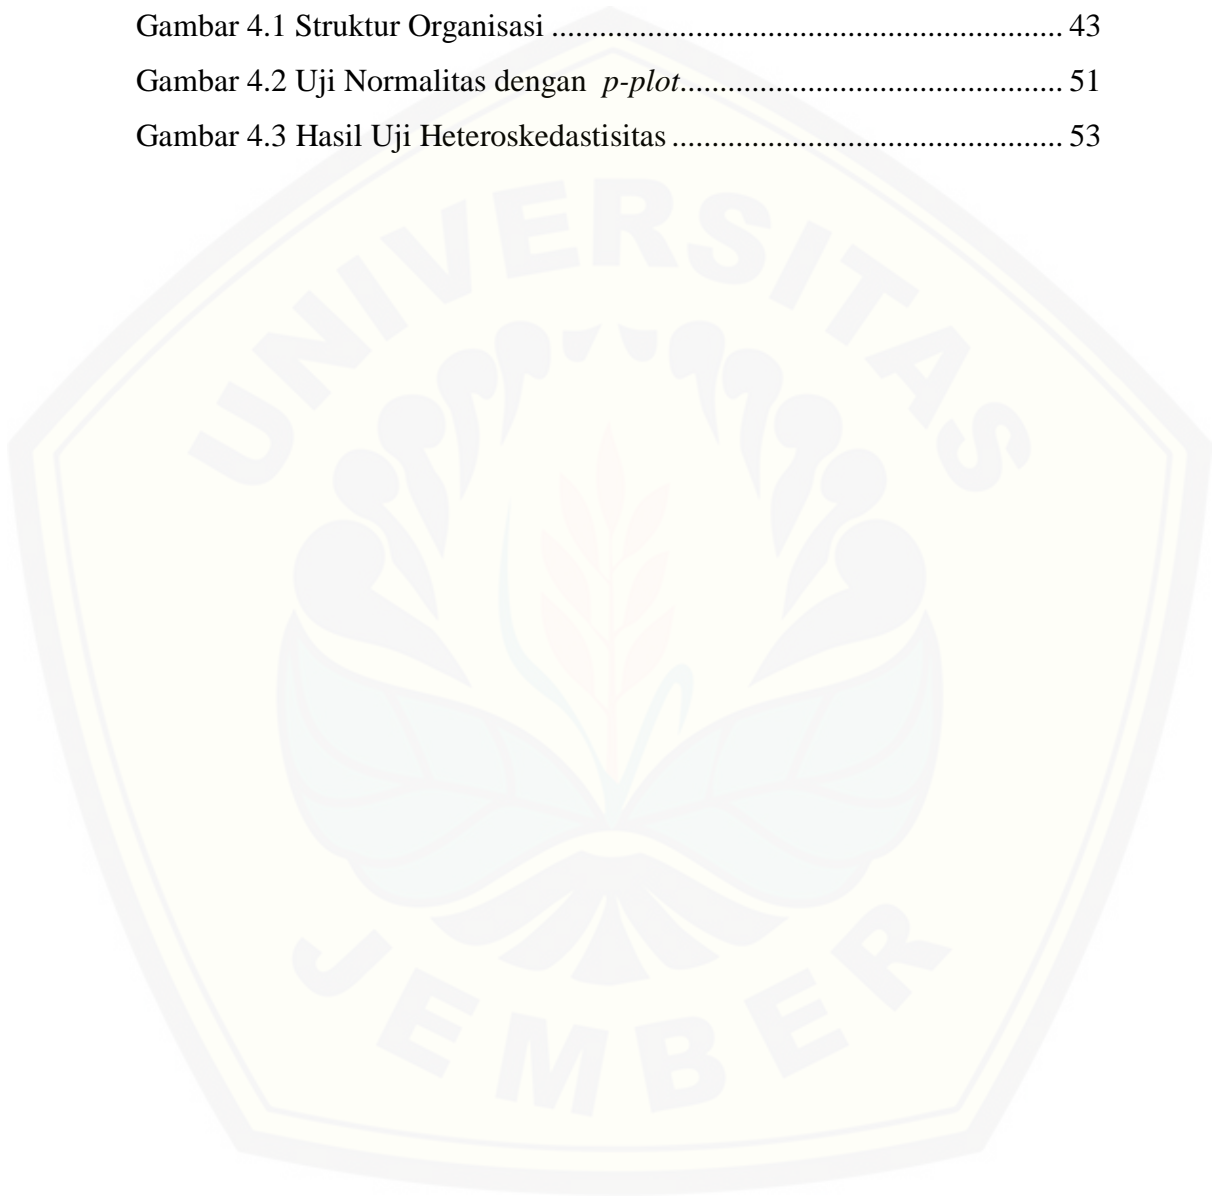 Gambar 4.1 Struktur Organisasi ................................................................ 43
Gambar 4.2 Uji Normalitas dengan p-plot................................................ 51
Gambar 4.3 Hasil Uji Heteroskedastisitas ................................................. 53
UNIVERSITAS
JEMBER